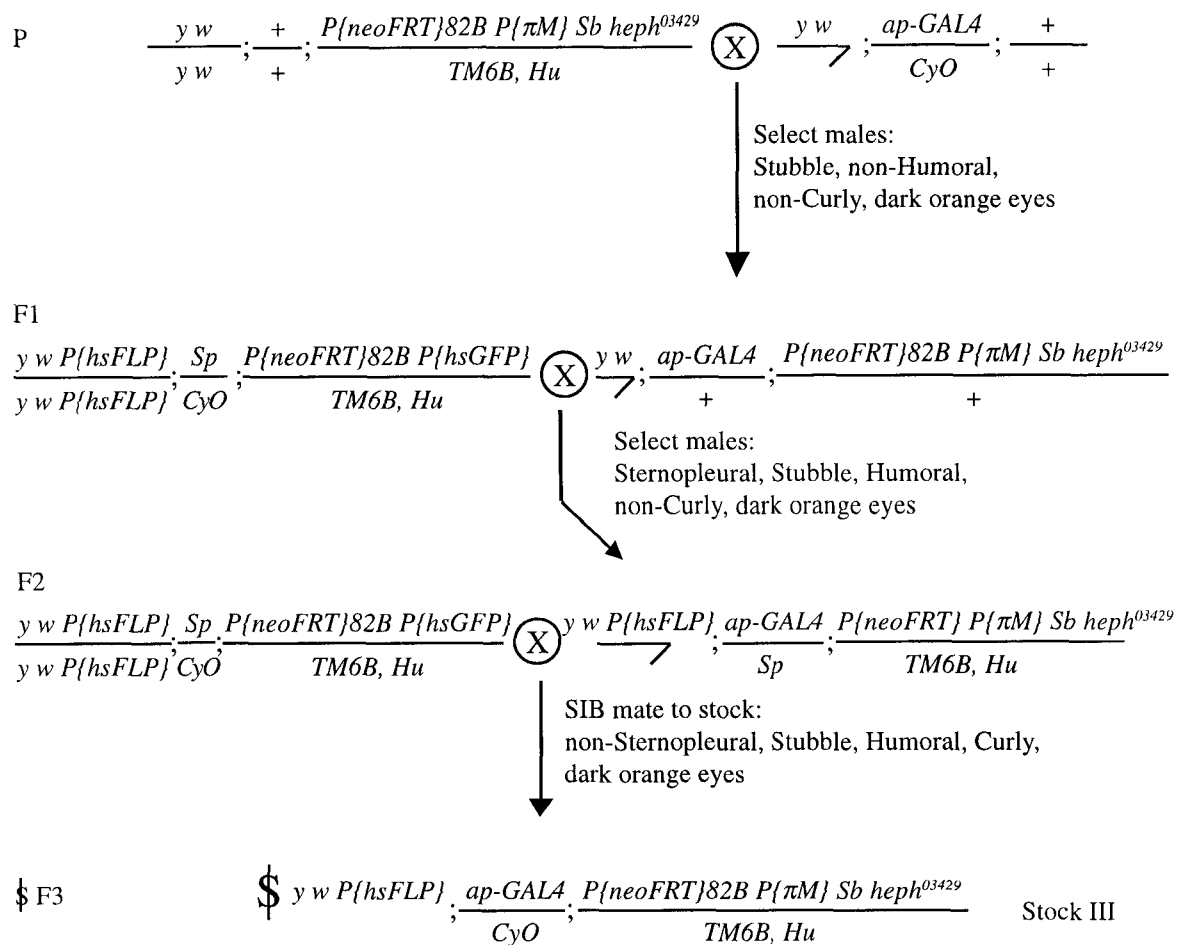 P
y w / y w ; + / + ; P{neoFRT}82B P{πM} Sb heph03429 / TM6B, Hu X y w ; ap-GAL4 / CyO ; + / +
Select males:
Stubble, non-Humoral,
non-Curly, dark orange eyes
F1
y w P{hsFLP} / y w P{hsFLP} ; Sp / CyO ; P{neoFRT}82B P{hsGFP} / TM6B, Hu X y w ; ap-GAL4 / + ; P{neoFRT}82B P{πM} Sb heph03429 / +
Select males:
Sternopleural, Stubble, Humoral,
non-Curly, dark orange eyes
F2
y w P{hsFLP} / y w P{hsFLP} ; Sp / CyO ; P{neoFRT}82B P{hsGFP} / TM6B, Hu X y w P{hsFLP} ; ap-GAL4 / Sp ; P{neoFRT} P{πM} Sb heph03429 / TM6B, Hu
SIB mate to stock:
non-Sternopleural, Stubble, Humoral, Curly,
dark orange eyes
$ F3 $ y w P{hsFLP} ; ap-GAL4 / CyO ; P{neoFRT}82B P{πM} Sb heph03429 / TM6B, Hu Stock III